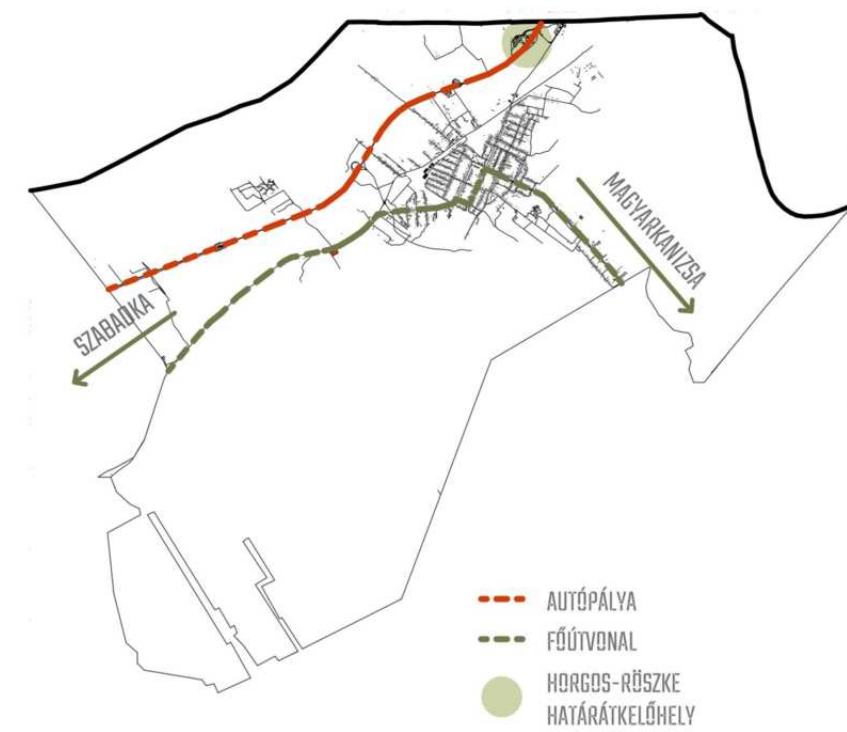 MAGYARKANIZSA
SZABADKA
AUTÓPÁLYA
FŐÚTVONAL
HORGOS-RÖSZKE
HATÁRÁTKELŐHELY